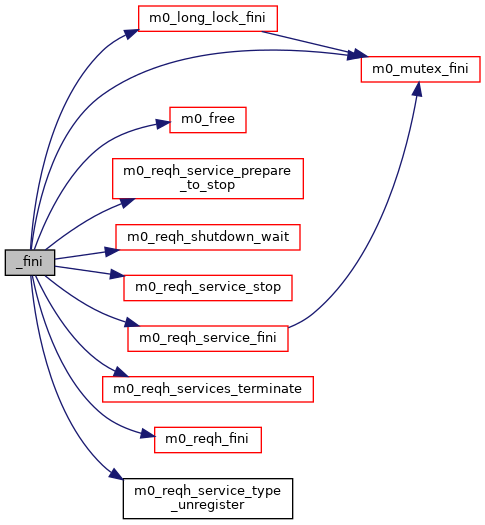 m0_long_lock_fini
m0_mutex_fini
m0_free
m0_reqh_service_prepare
_to_stop
m0_reqh_shutdown_wait
_fini
m0_reqh_service_stop
m0_reqh_service_fini
m0_reqh_services_terminate
m0_reqh_fini
m0_reqh_service_type
_unregister